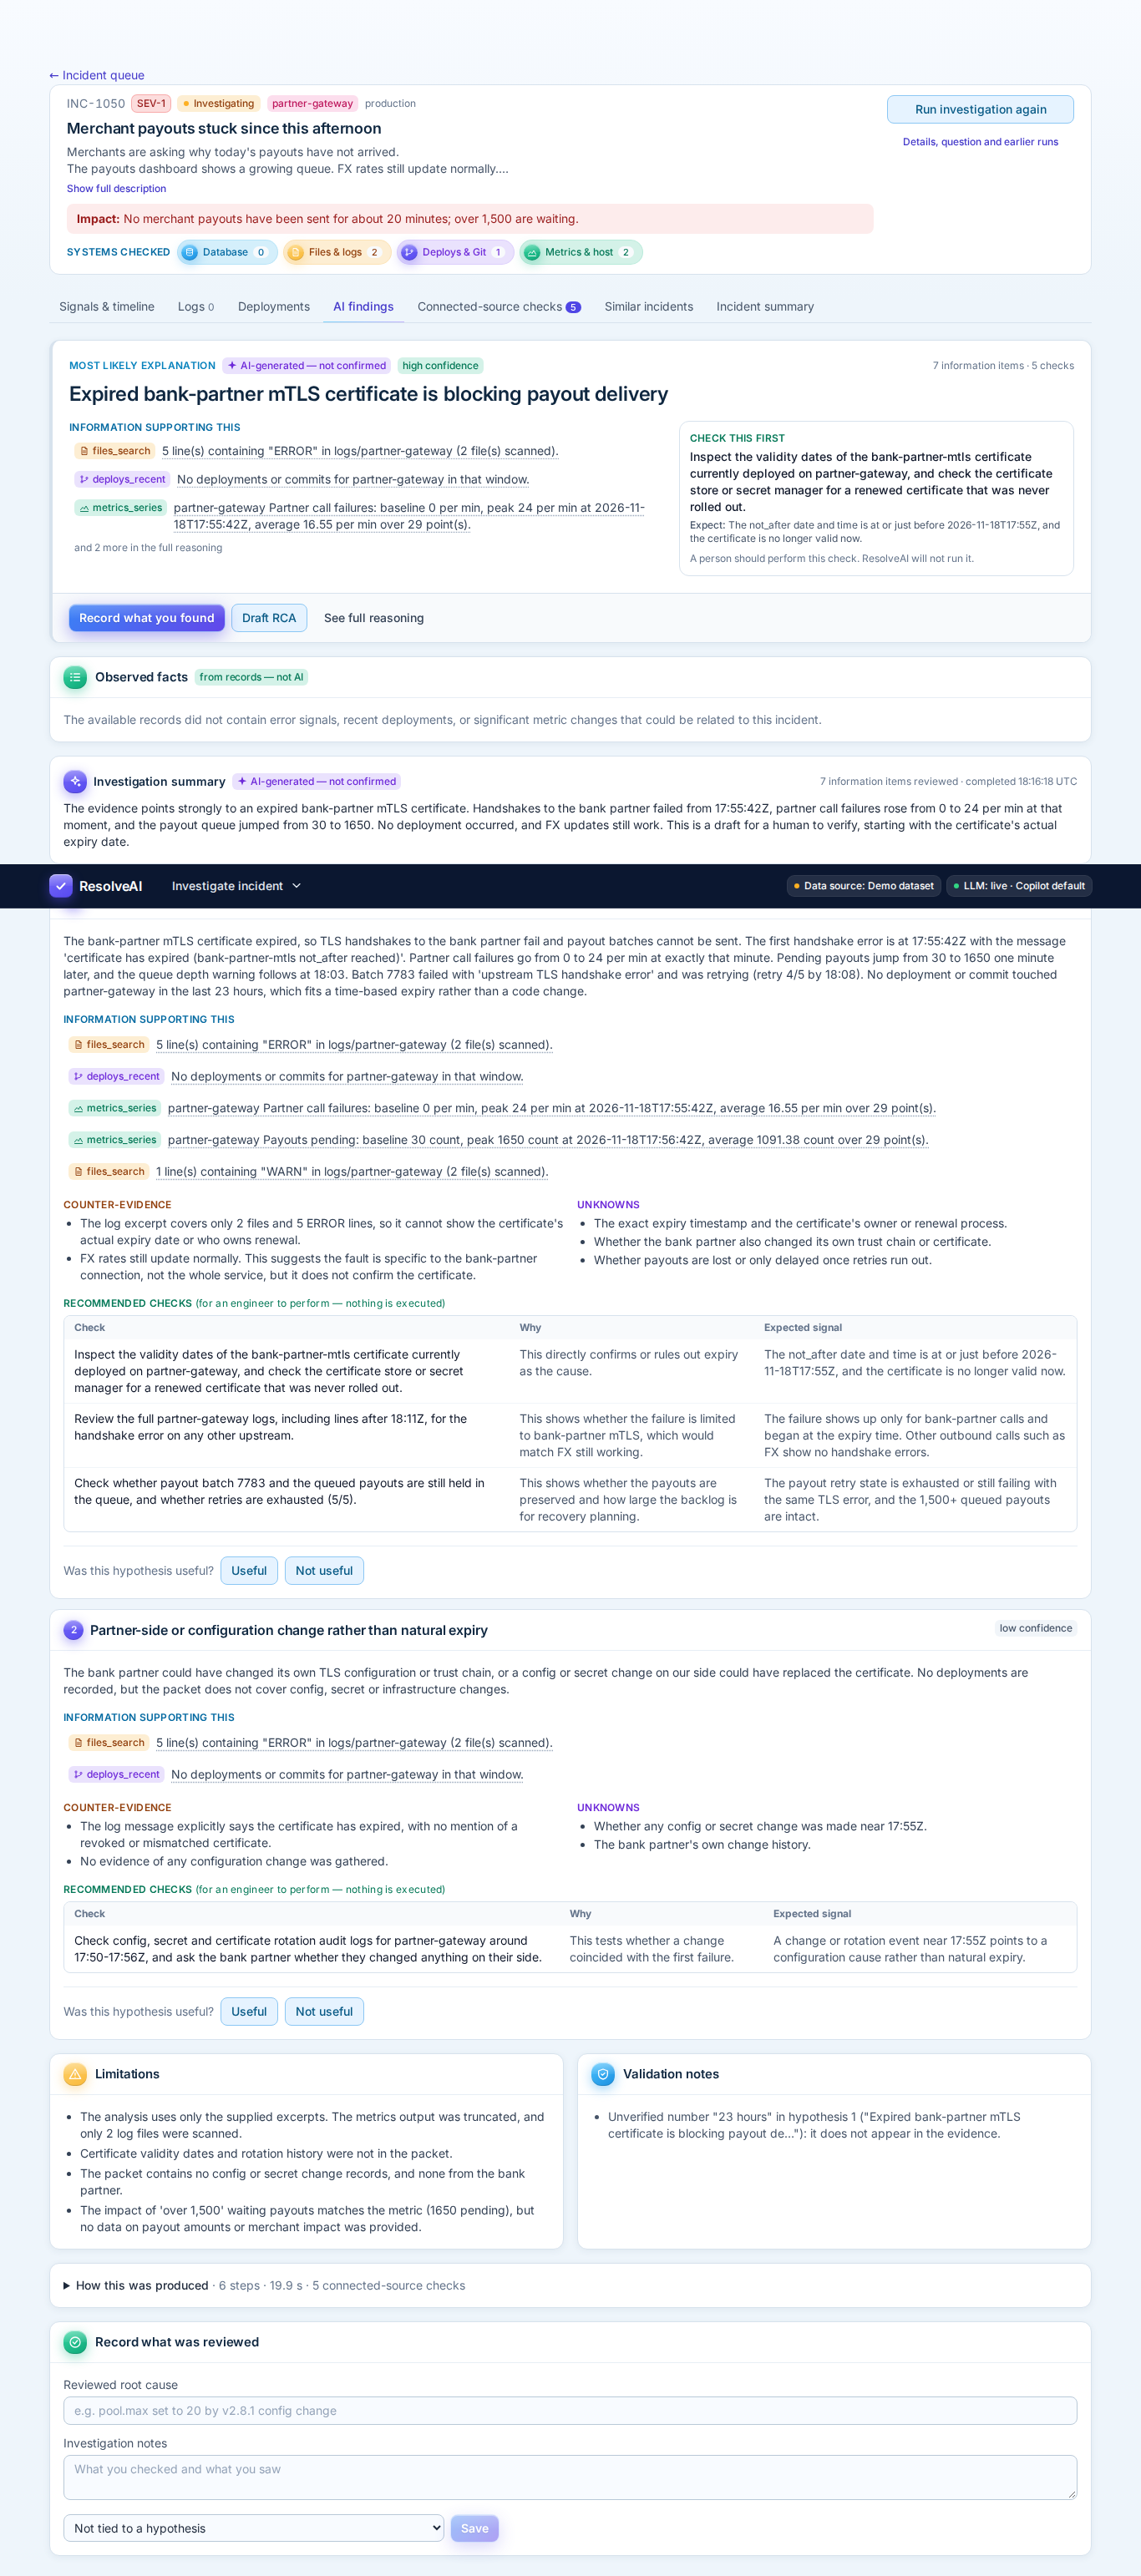 ← Incident queue
INC-1050 SEV-1 Investigating partner-gateway production
Run investigation again
Merchant payouts stuck since this afternoon
Details, question and earlier runs
Merchants are asking why today's payouts have not arrived.
The payouts dashboard shows a growing queue. FX rates still update normally....
Show full description
Impact: No merchant payouts have been sent for about 20 minutes; over 1,500 are waiting.
SYSTEMS CHECKED Database 0 Files & logs 2 Deploys & Git 1 Metrics & host 2
Signals & timeline Logs 0 Deployments AI findings Connected-source checks 5 Similar incidents Incident summary
MOST LIKELY EXPLANATION AI-generated — not confirmed high confidence 7 information items · 5 checks
Expired bank-partner mTLS certificate is blocking payout delivery
INFORMATION SUPPORTING THIS
files_search 5 line(s) containing "ERROR" in logs/partner-gateway (2 file(s) scanned).
deploys_recent No deployments or commits for partner-gateway in that window.
metrics_series partner-gateway Partner call failures: baseline 0 per min, peak 24 per min at 2026-11-
18T17:55:42Z, average 16.55 per min over 29 point(s).
and 2 more in the full reasoning
CHECK THIS FIRST
Inspect the validity dates of the bank-partner-mtls certificate
currently deployed on partner-gateway, and check the certificate
store or secret manager for a renewed certificate that was never
rolled out.
Expect: The not_after date and time is at or just before 2026-11-18T17:55Z, and
the certificate is no longer valid now.
A person should perform this check. ResolveAI will not run it.
Record what you found Draft RCA See full reasoning
Observed facts from records — not AI
The available records did not contain error signals, recent deployments, or significant metric changes that could be related to this incident.
Investigation summary AI-generated — not confirmed 7 information items reviewed · completed 18:16:18 UTC
The evidence points strongly to an expired bank-partner mTLS certificate. Handshakes to the bank partner failed from 17:55:42Z, partner call failures rose from 0 to 24 per min at that
moment, and the payout queue jumped from 30 to 1650. No deployment occurred, and FX updates still work. This is a draft for a human to verify, starting with the certificate's actual
expiry date.
ResolveAI Investigate incident Data source: Demo dataset LLM: live · Copilot default
The bank-partner mTLS certificate expired, so TLS handshakes to the bank partner fail and payout batches cannot be sent. The first handshake error is at 17:55:42Z with the message
'certificate has expired (bank-partner-mtls not_after reached)'. Partner call failures go from 0 to 24 per min at exactly that minute. Pending payouts jump from 30 to 1650 one minute
later, and the queue depth warning follows at 18:03. Batch 7783 failed with 'upstream TLS handshake error' and was retrying (retry 4/5 by 18:08). No deployment or commit touched
partner-gateway in the last 23 hours, which fits a time-based expiry rather than a code change.
INFORMATION SUPPORTING THIS
files_search 5 line(s) containing "ERROR" in logs/partner-gateway (2 file(s) scanned).
deploys_recent No deployments or commits for partner-gateway in that window.
metrics_series partner-gateway Partner call failures: baseline 0 per min, peak 24 per min at 2026-11-18T17:55:42Z, average 16.55 per min over 29 point(s).
metrics_series partner-gateway Payouts pending: baseline 30 count, peak 1650 count at 2026-11-18T17:56:42Z, average 1091.38 count over 29 point(s).
files_search 1 line(s) containing "WARN" in logs/partner-gateway (2 file(s) scanned).
COUNTER-EVIDENCE
• The log excerpt covers only 2 files and 5 ERROR lines, so it cannot show the certificate's
actual expiry date or who owns renewal.
• FX rates still update normally. This suggests the fault is specific to the bank-partner
connection, not the whole service, but it does not confirm the certificate.
UNKNOWNS
• The exact expiry timestamp and the certificate's owner or renewal process.
• Whether the bank partner also changed its own trust chain or certificate.
• Whether payouts are lost or only delayed once retries run out.
RECOMMENDED CHECKS (for an engineer to perform — nothing is executed)
Check Why Expected signal
Inspect the validity dates of the bank-partner-mtls certificate currently
deployed on partner-gateway, and check the certificate store or secret
manager for a renewed certificate that was never rolled out.
This directly confirms or rules out expiry
as the cause.
The not_after date and time is at or just before 2026-
11-18T17:55Z, and the certificate is no longer valid now.
Review the full partner-gateway logs, including lines after 18:11Z, for the
handshake error on any other upstream.
This shows whether the failure is limited
to bank-partner mTLS, which would
match FX still working.
The failure shows up only for bank-partner calls and
began at the expiry time. Other outbound calls such as
FX show no handshake errors.
Check whether payout batch 7783 and the queued payouts are still held in
the queue, and whether retries are exhausted (5/5).
This shows whether the payouts are
preserved and how large the backlog is
for recovery planning.
The payout retry state is exhausted or still failing with
the same TLS error, and the 1,500+ queued payouts
are intact.
Was this hypothesis useful? Useful Not useful
2 Partner-side or configuration change rather than natural expiry low confidence
The bank partner could have changed its own TLS configuration or trust chain, or a config or secret change on our side could have replaced the certificate. No deployments are
recorded, but the packet does not cover config, secret or infrastructure changes.
INFORMATION SUPPORTING THIS
files_search 5 line(s) containing "ERROR" in logs/partner-gateway (2 file(s) scanned).
deploys_recent No deployments or commits for partner-gateway in that window.
COUNTER-EVIDENCE
• The log message explicitly says the certificate has expired, with no mention of a
revoked or mismatched certificate.
• No evidence of any configuration change was gathered.
UNKNOWNS
• Whether any config or secret change was made near 17:55Z.
• The bank partner's own change history.
RECOMMENDED CHECKS (for an engineer to perform — nothing is executed)
Check Why Expected signal
Check config, secret and certificate rotation audit logs for partner-gateway around
17:50-17:56Z, and ask the bank partner whether they changed anything on their side.
This tests whether a change
coincided with the first failure.
A change or rotation event near 17:55Z points to a
configuration cause rather than natural expiry.
Was this hypothesis useful? Useful Not useful
Limitations
• The analysis uses only the supplied excerpts. The metrics output was truncated, and
only 2 log files were scanned.
• Certificate validity dates and rotation history were not in the packet.
• The packet contains no config or secret change records, and none from the bank
partner.
• The impact of 'over 1,500' waiting payouts matches the metric (1650 pending), but
no data on payout amounts or merchant impact was provided.
Validation notes
• Unverified number "23 hours" in hypothesis 1 ("Expired bank-partner mTLS
certificate is blocking payout de..."): it does not appear in the evidence.
▶ How this was produced · 6 steps · 19.9 s · 5 connected-source checks
Record what was reviewed
Reviewed root cause
e.g. pool.max set to 20 by v2.8.1 config change
Investigation notes
What you checked and what you saw
Not tied to a hypothesis Save